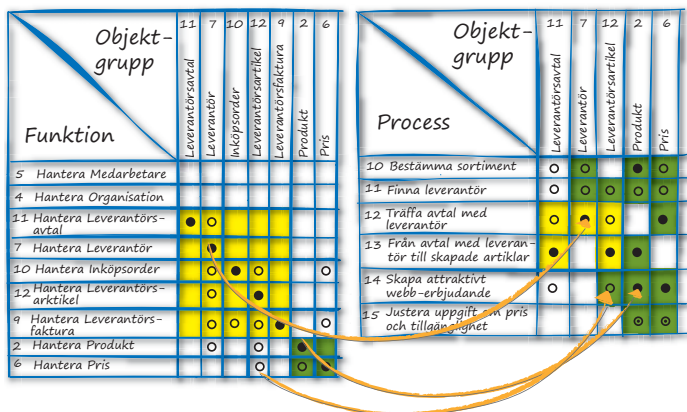 Objekt-
grupp
Funktion
11 7 10 12 9 2 6
Leverantörsavtal
Leverantör
Inköpsorder
Leverantörsartikel
Leverantörsfaktura
Produkt
Pris
5 Hantera Medarbetare
4 Hantera Organisation
11 Hantera Leverantörs-
avtal
7 Hantera Leverantör
10 Hantera Inköpsorder
12 Hantera Leverantörs-
arktikel
9 Hantera Leverantörs-
faktura
2 Hantera Produkt
6 Hantera Pris
Objekt-
grupp
Process
11 7 12 2 6
Leverantörsavtal
Leverantör
Leverantörsartikel
Produkt
Pris
10 Bestämma sortiment
11 Finna leverantör
12 Träffa avtal med
leverantör
13 Från avtal med leveran-
tör till skapade artiklar
14 Skapa attraktivt
webb-erbjudande
15 Justera uppgift om pris
och tillgänglighet